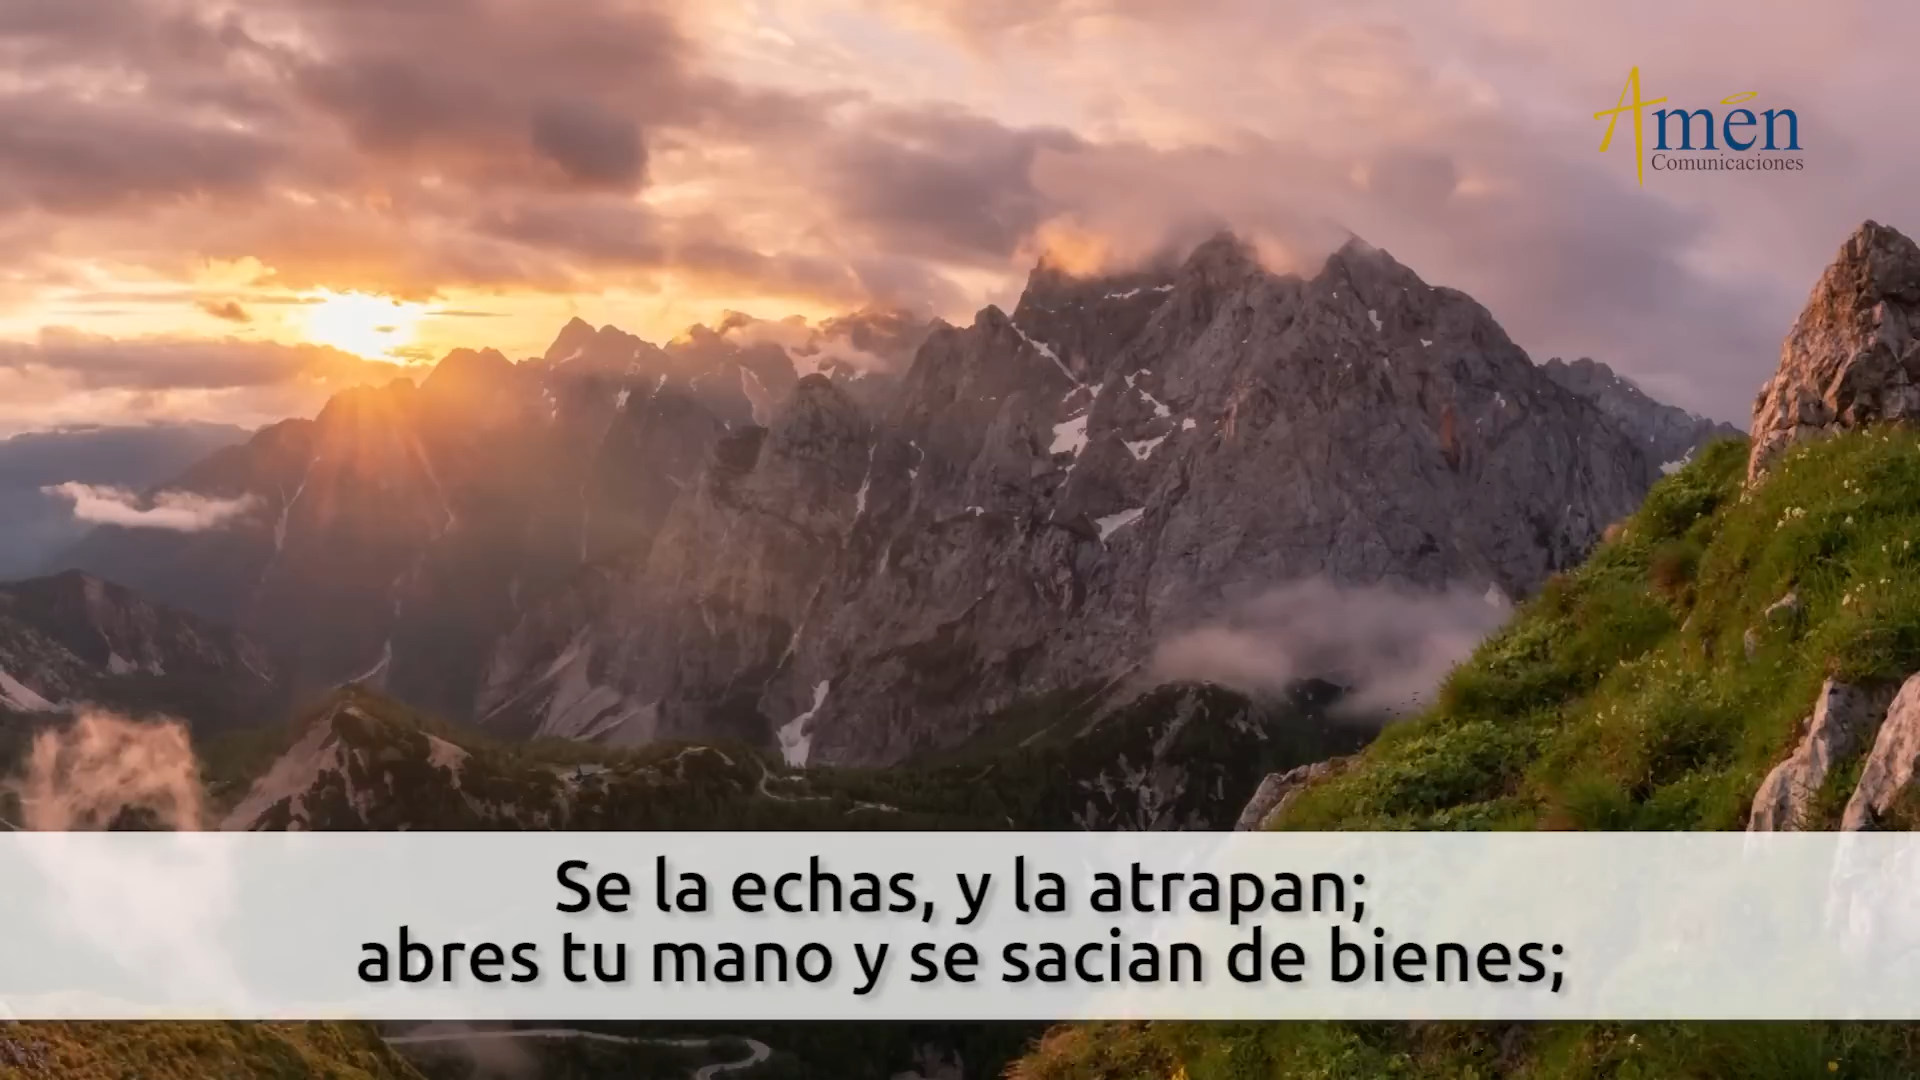 Amén
Comunicaciones
Se la echas, y la atrapan;
abres tu mano y se sacian de bienes;